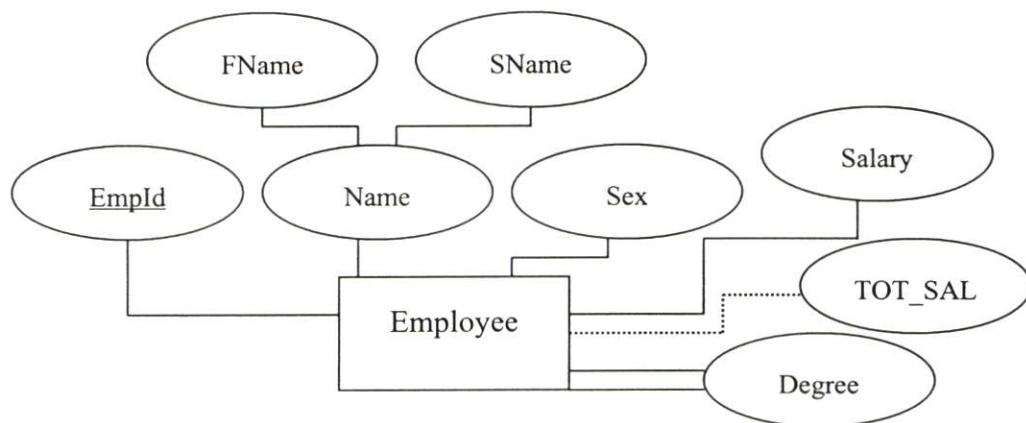 FName
SName
EmpId
Name
Sex
Salary
TOT_SAL
Employee
Degree